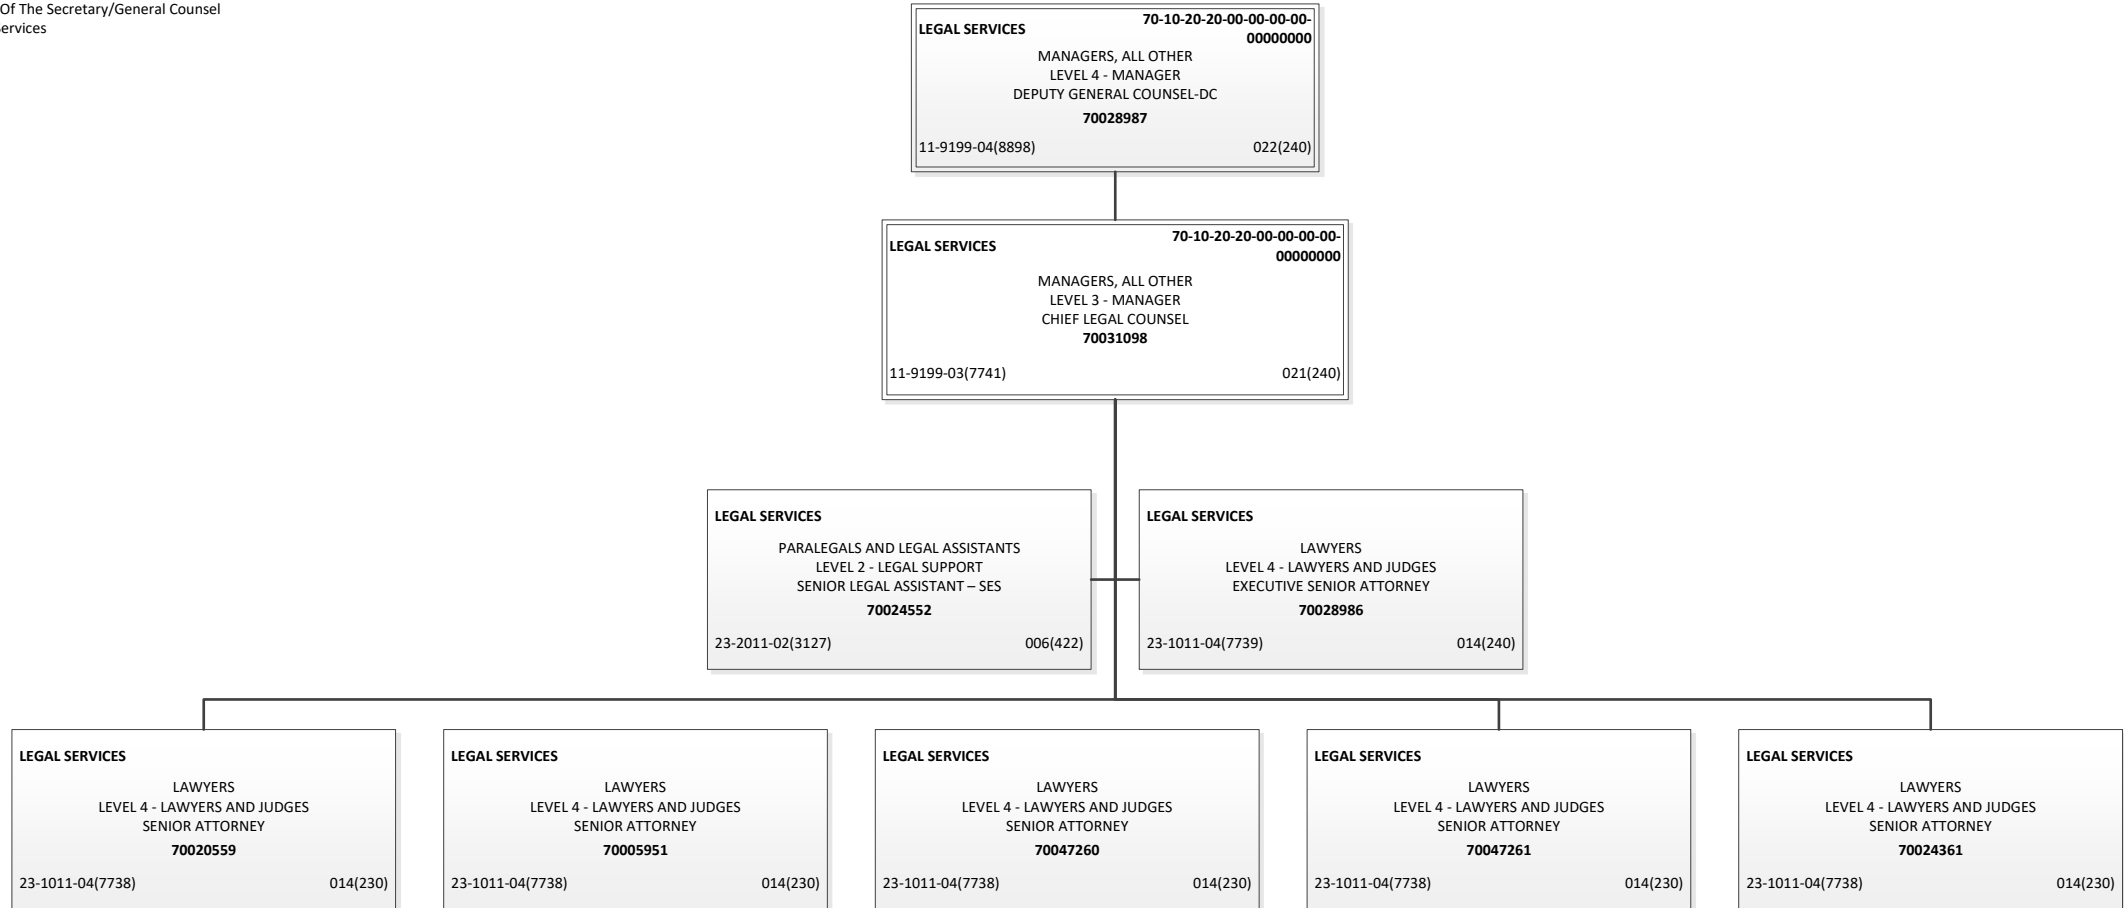 Of The Secretary/General Counsel
Services
LEGAL SERVICES
70-10-20-20-00-00-00-00-
00000000
MANAGERS, ALL OTHER
LEVEL 4 - MANAGER
DEPUTY GENERAL COUNSEL-DC
70028987
11-9199-04(8898)
022(240)
LEGAL SERVICES
70-10-20-20-00-00-00-00-
00000000
MANAGERS, ALL OTHER
LEVEL 3 - MANAGER
CHIEF LEGAL COUNSEL
70031098
11-9199-03(7741)
021(240)
LEGAL SERVICES
PARALEGALS AND LEGAL ASSISTANTS
LEVEL 2 - LEGAL SUPPORT
SENIOR LEGAL ASSISTANT – SES
70024552
23-2011-02(3127)
006(422)
LEGAL SERVICES
LAWYERS
LEVEL 4 - LAWYERS AND JUDGES
EXECUTIVE SENIOR ATTORNEY
70028986
23-1011-04(7739)
014(240)
LEGAL SERVICES
LAWYERS
LEVEL 4 - LAWYERS AND JUDGES
SENIOR ATTORNEY
70020559
23-1011-04(7738)
014(230)
LEGAL SERVICES
LAWYERS
LEVEL 4 - LAWYERS AND JUDGES
SENIOR ATTORNEY
70005951
23-1011-04(7738)
014(230)
LEGAL SERVICES
LAWYERS
LEVEL 4 - LAWYERS AND JUDGES
SENIOR ATTORNEY
70047260
23-1011-04(7738)
014(230)
LEGAL SERVICES
LAWYERS
LEVEL 4 - LAWYERS AND JUDGES
SENIOR ATTORNEY
70047261
23-1011-04(7738)
014(230)
LEGAL SERVICES
LAWYERS
LEVEL 4 - LAWYERS AND JUDGES
SENIOR ATTORNEY
70024361
23-1011-04(7738)
014(230)